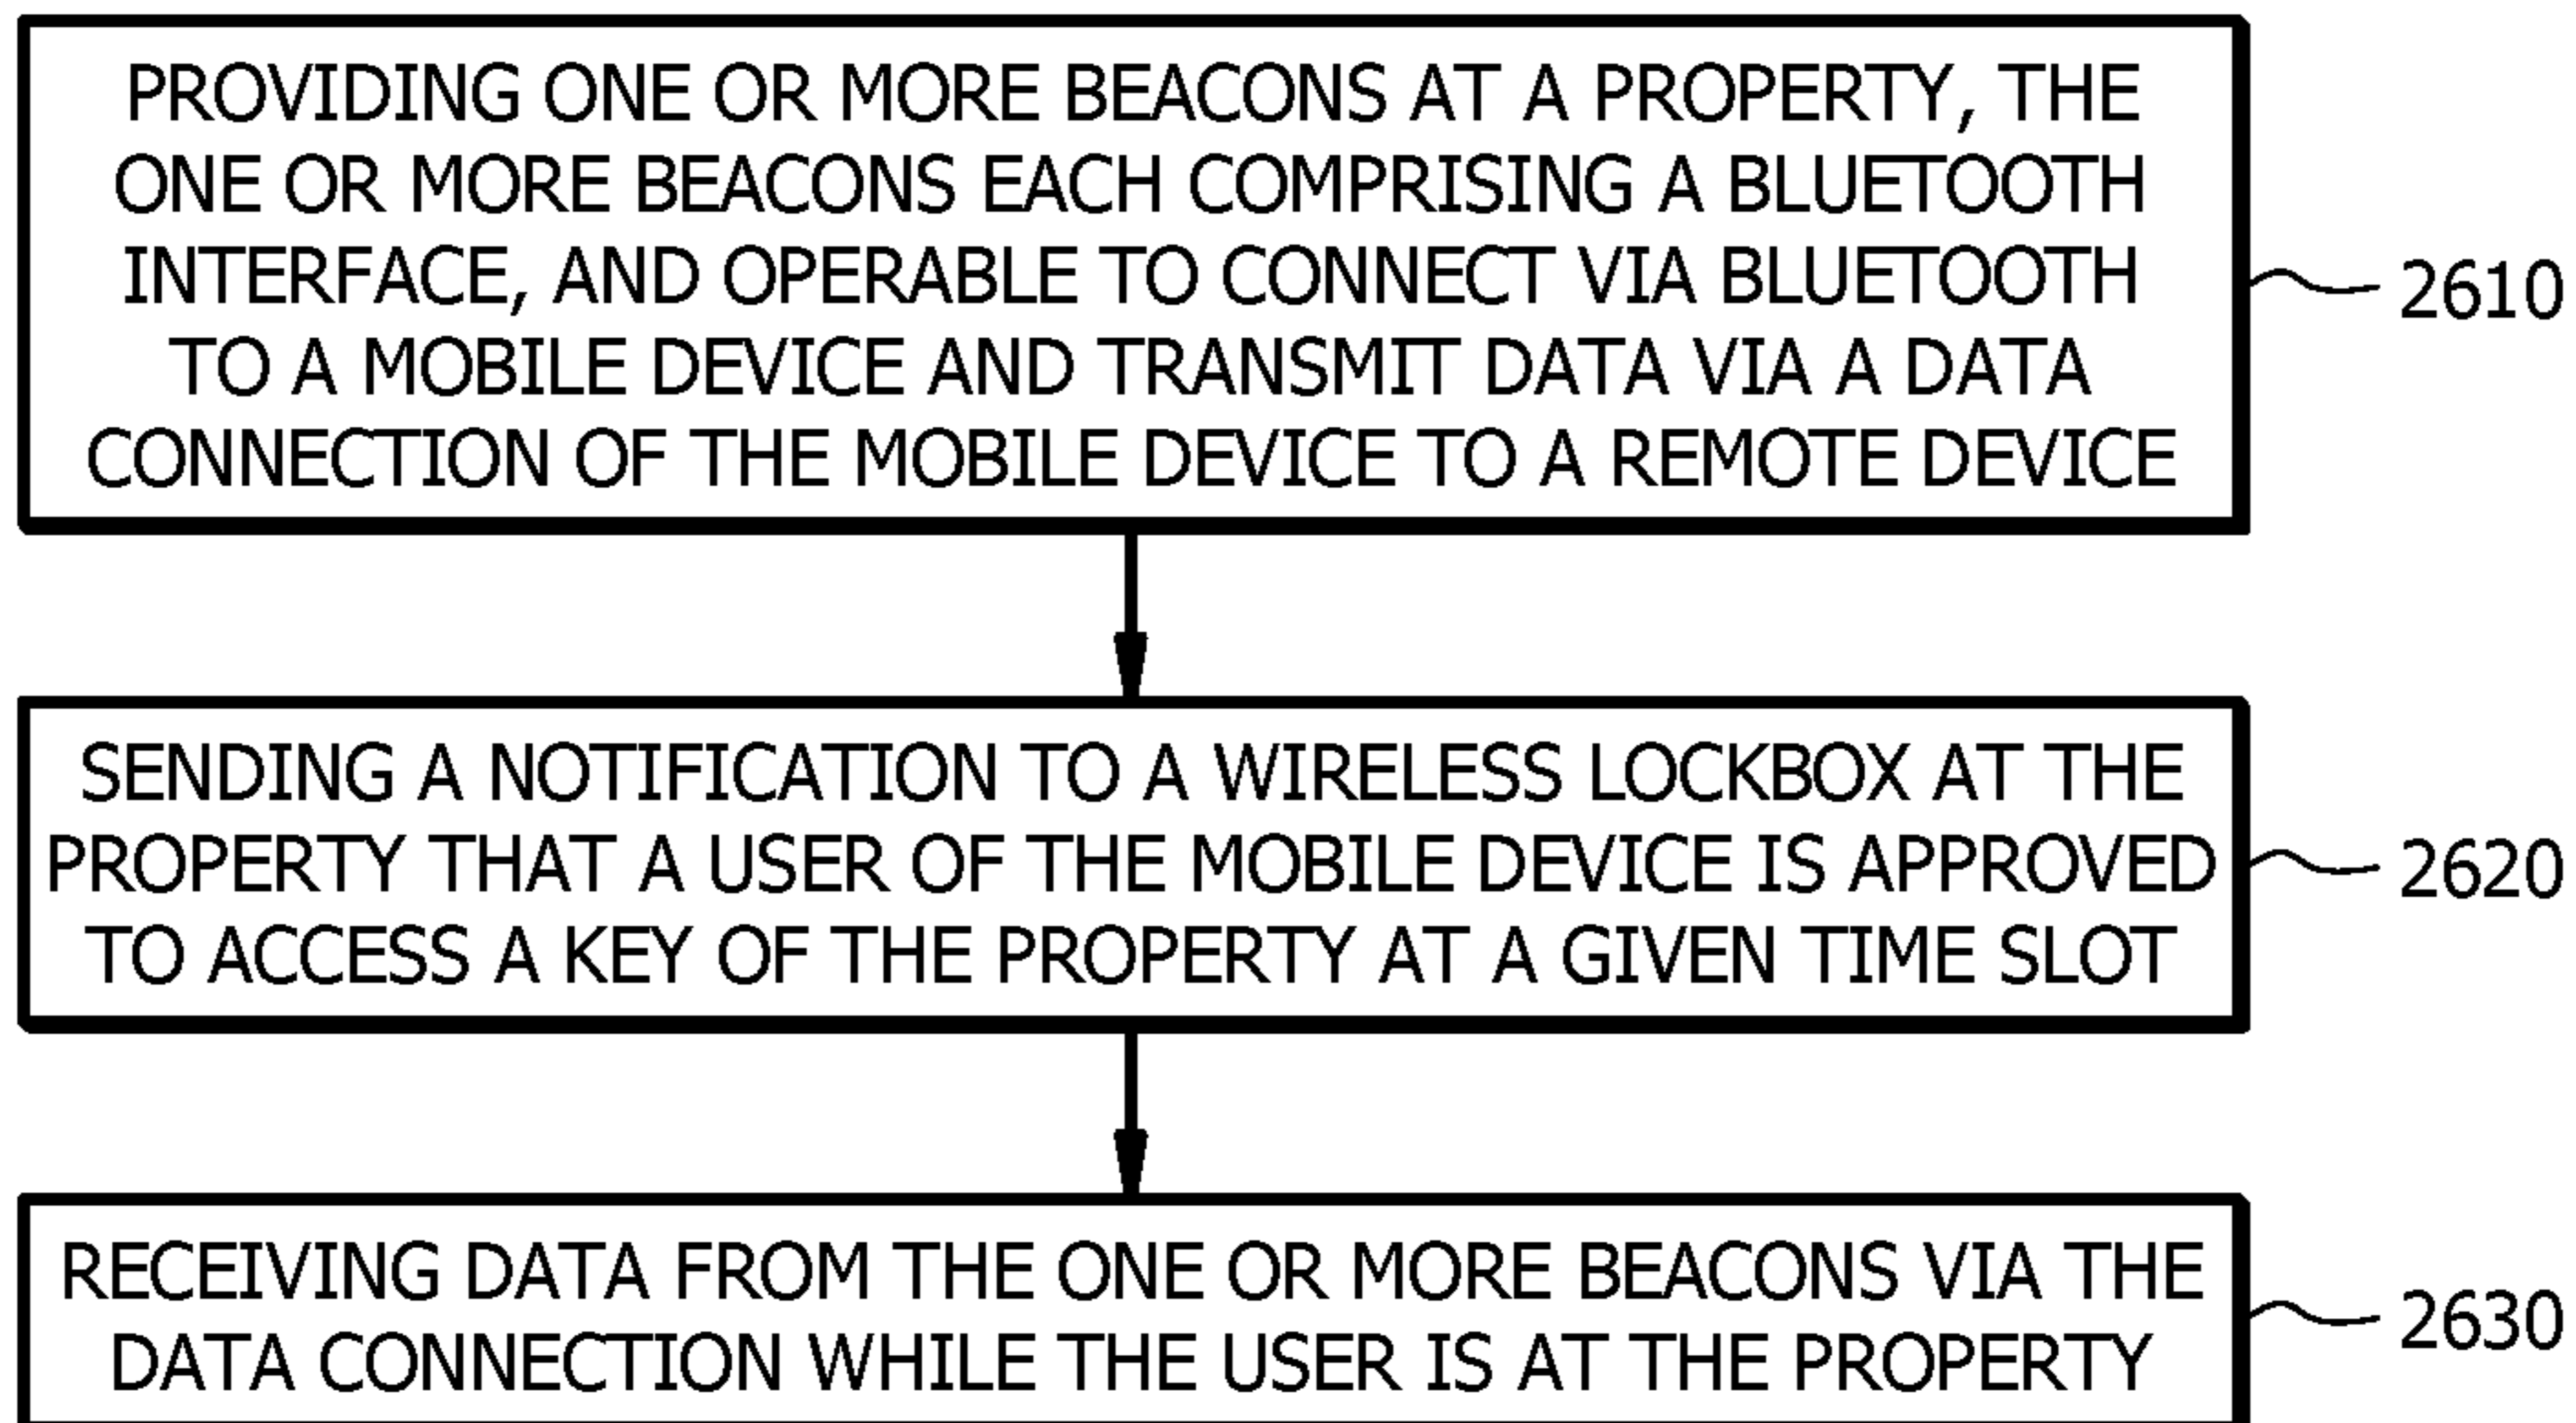 PROVIDING ONE OR MORE BEACONS AT A PROPERTY, THE
ONE OR MORE BEACONS EACH COMPRISING A BLUETOOTH
INTERFACE, AND OPERABLE TO CONNECT VIA BLUETOOTH
TO A MOBILE DEVICE AND TRANSMIT DATA VIA A DATA
CONNECTION OF THE MOBILE DEVICE TO A REMOTE DEVICE
2610
SENDING A NOTIFICATION TO A WIRELESS LOCKBOX AT THE
PROPERTY THAT A USER OF THE MOBILE DEVICE IS APPROVED
TO ACCESS A KEY OF THE PROPERTY AT A GIVEN TIME SLOT
2620
RECEIVING DATA FROM THE ONE OR MORE BEACONS VIA THE
DATA CONNECTION WHILE THE USER IS AT THE PROPERTY
2630